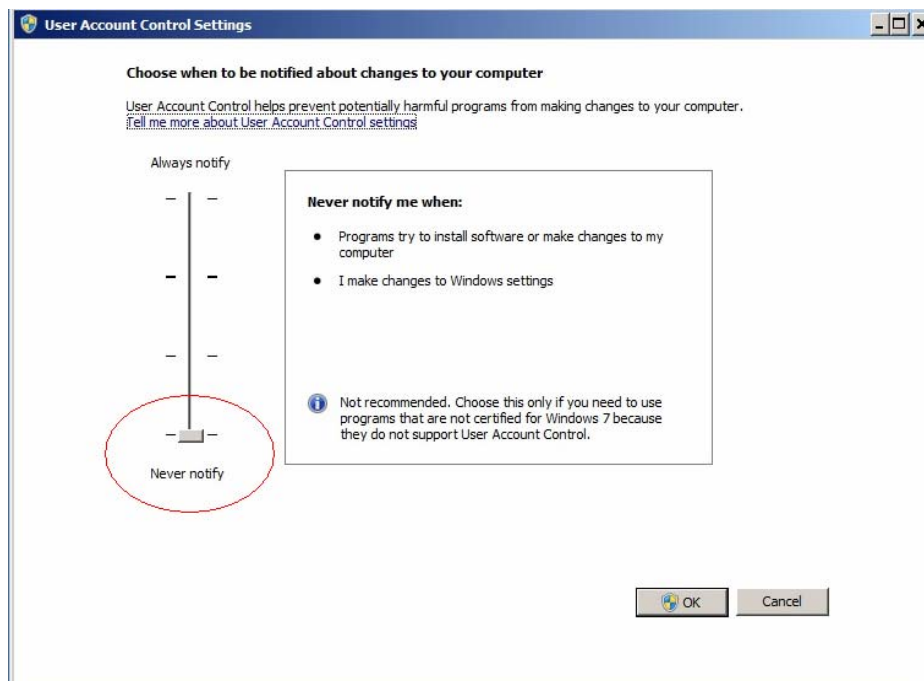 User Account Control Settings
Choose when to be notified about changes to your computer
User Account Control helps prevent potentially harmful programs from making changes to your computer.
Tell me more about User Account Control settings
Always notify
Never notify me when:
Programs try to install software or make changes to my
computer
I make changes to Windows settings
Not recommended. Choose this only if you need to use
programs that are not certified for Windows 7 because
they do not support User Account Control.
Never notify
OK
Cancel